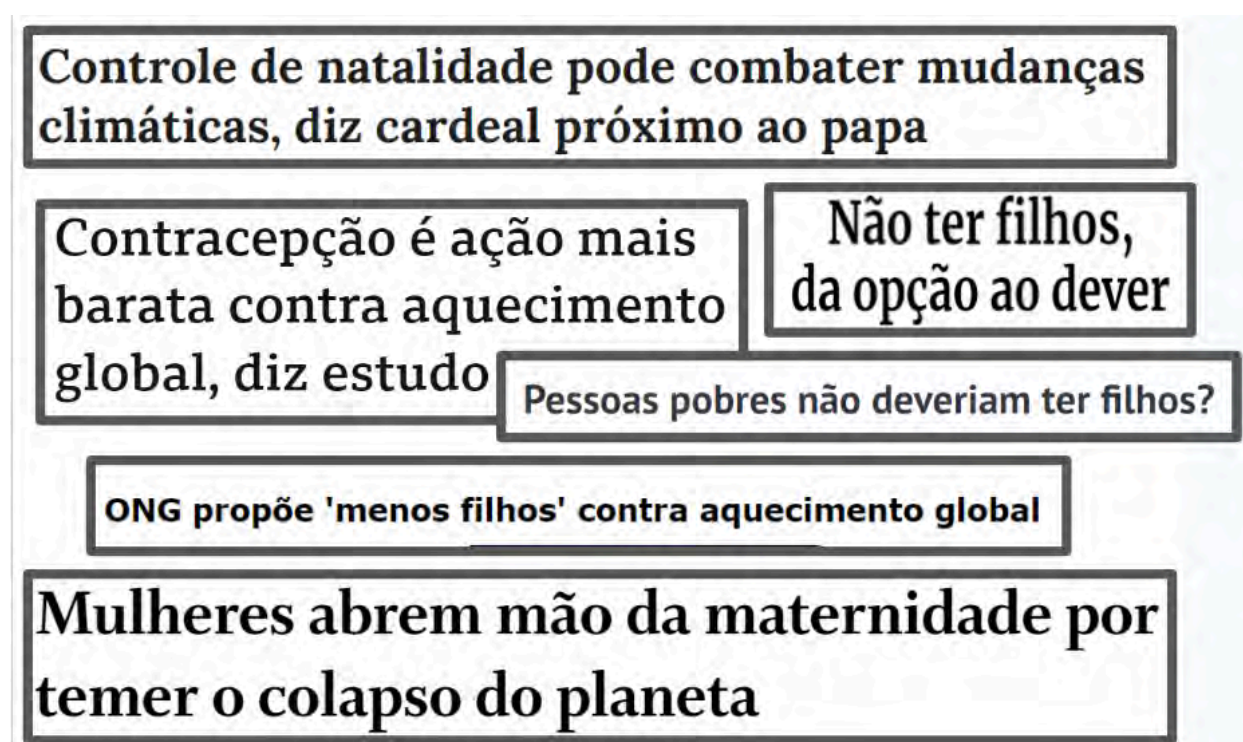 Controle de natalidade pode combater mudanças
climáticas, diz cardeal próximo ao papa
Contracepção é ação mais
barata contra aquecimento
global, diz estudo
Não ter filhos,
da opção ao dever
Pessoas pobres não deveriam ter filhos?
ONG propõe 'menos filhos' contra aquecimento global
Mulheres abrem mão da maternidade por
temer o colapso do planeta